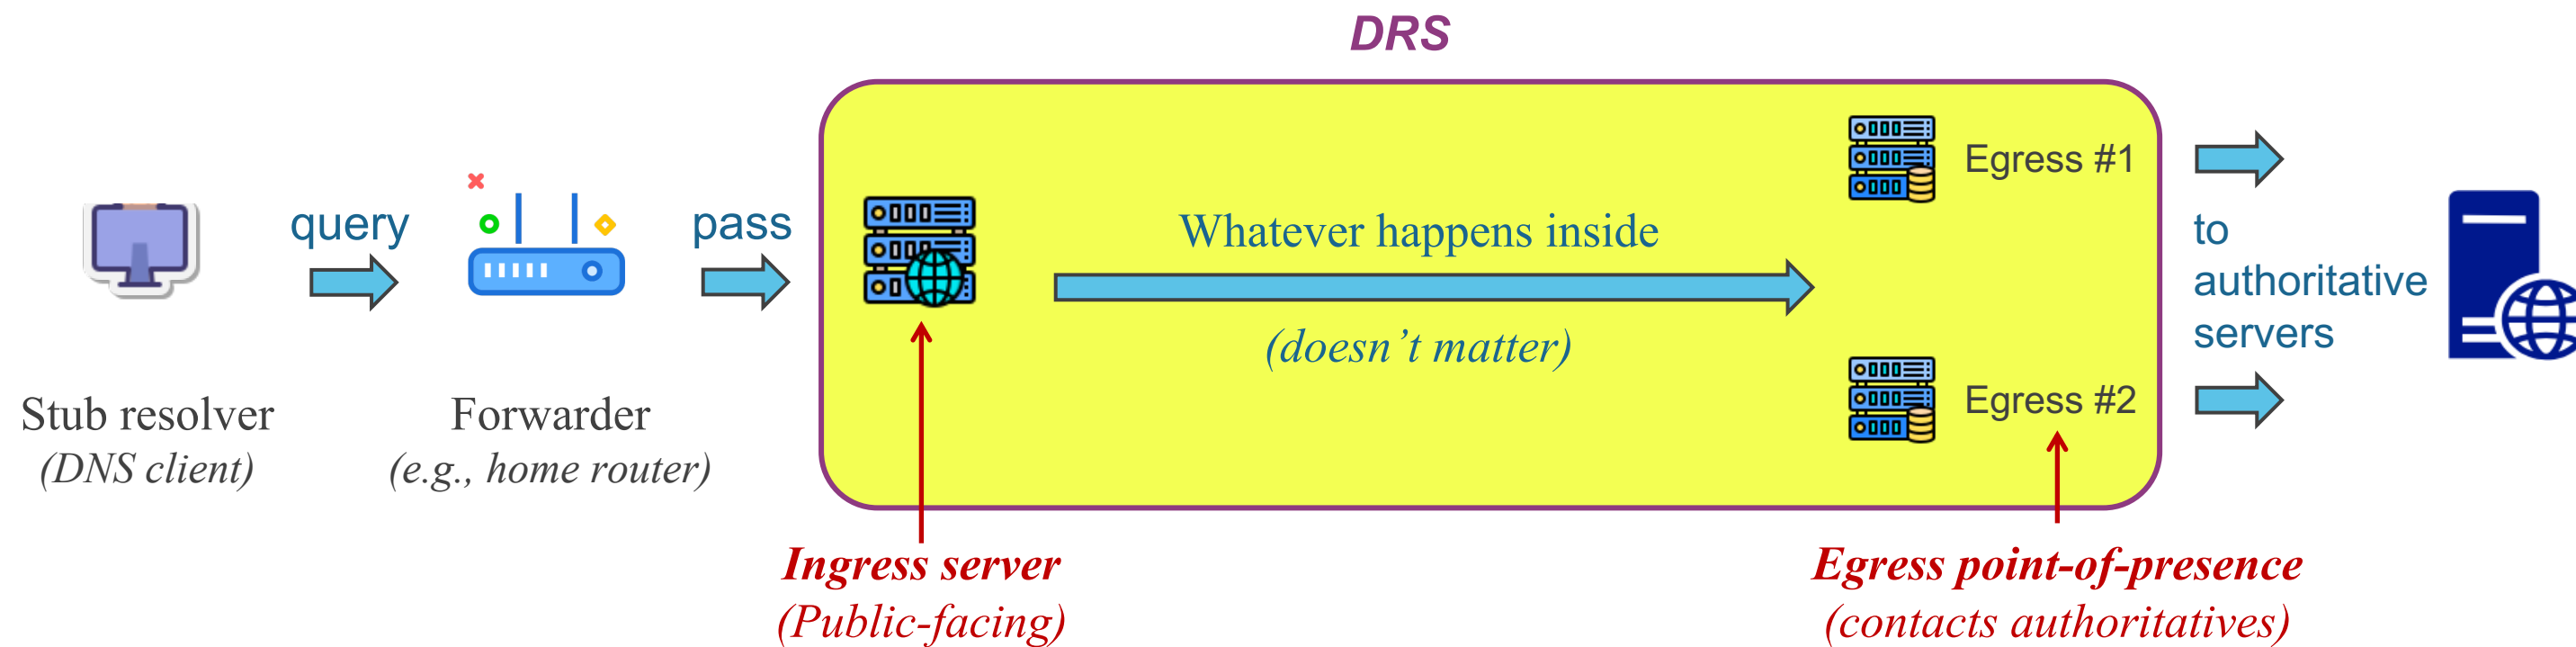 DRS
query
pass
Whatever happens inside
(doesn’t matter)
Egress #1
Egress #2
to
authoritative
servers
Stub resolver
(DNS client)
Forwarder
(e.g., home router)
Ingress server
(Public-facing)
Egress point-of-presence
(contacts authoritatives)